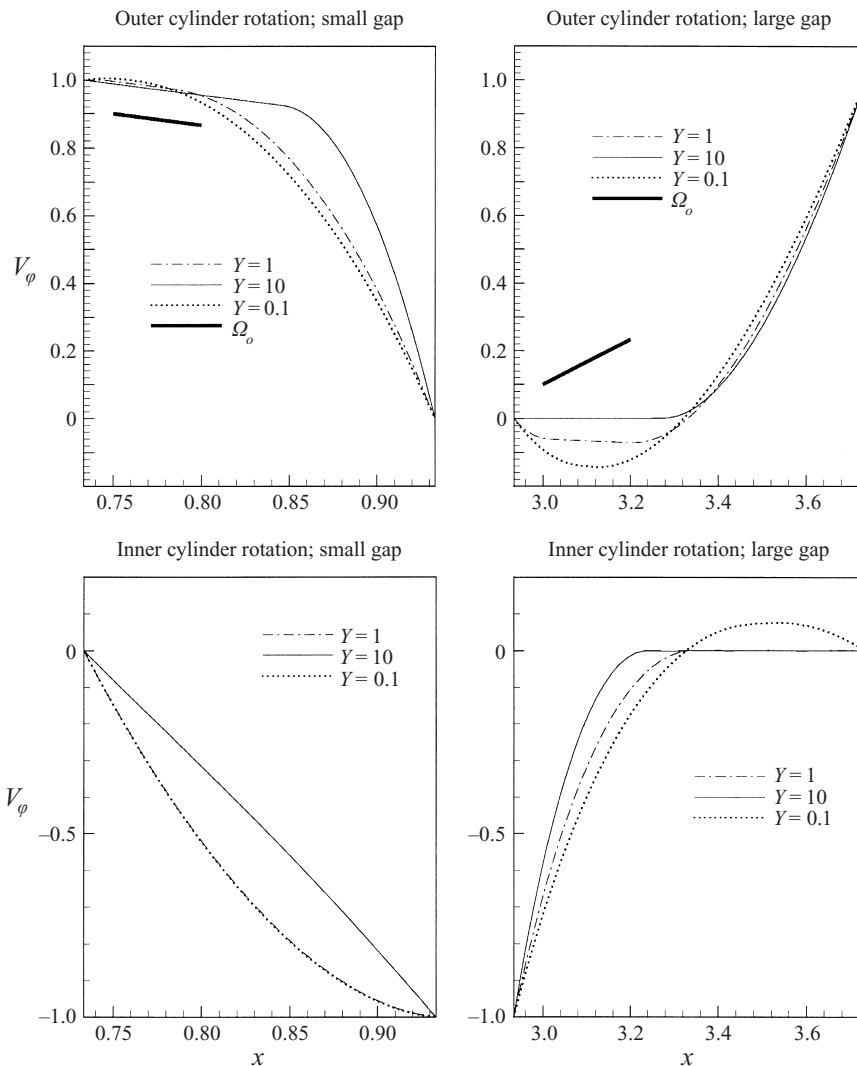 Outer cylinder rotation; small gap
1.0
0.8
0.6
0.4
0.2
0
V_φ
Y = 1
Y = 10
Y = 0.1
Ω_o
0.75 0.80 0.85 0.90
Outer cylinder rotation; large gap
1.0
0.8
0.6
0.4
0.2
0
Y = 1
Y = 10
Y = 0.1
Ω_o
3.0 3.2 3.4 3.6
Inner cylinder rotation; small gap
0
–0.5
–1.0
V_φ
Y = 1
Y = 10
Y = 0.1
0.75 0.80 0.85 0.90
x
Inner cylinder rotation; large gap
0
–0.5
–1.0
Y = 1
Y = 10
Y = 0.1
3.0 3.2 3.4 3.6
x